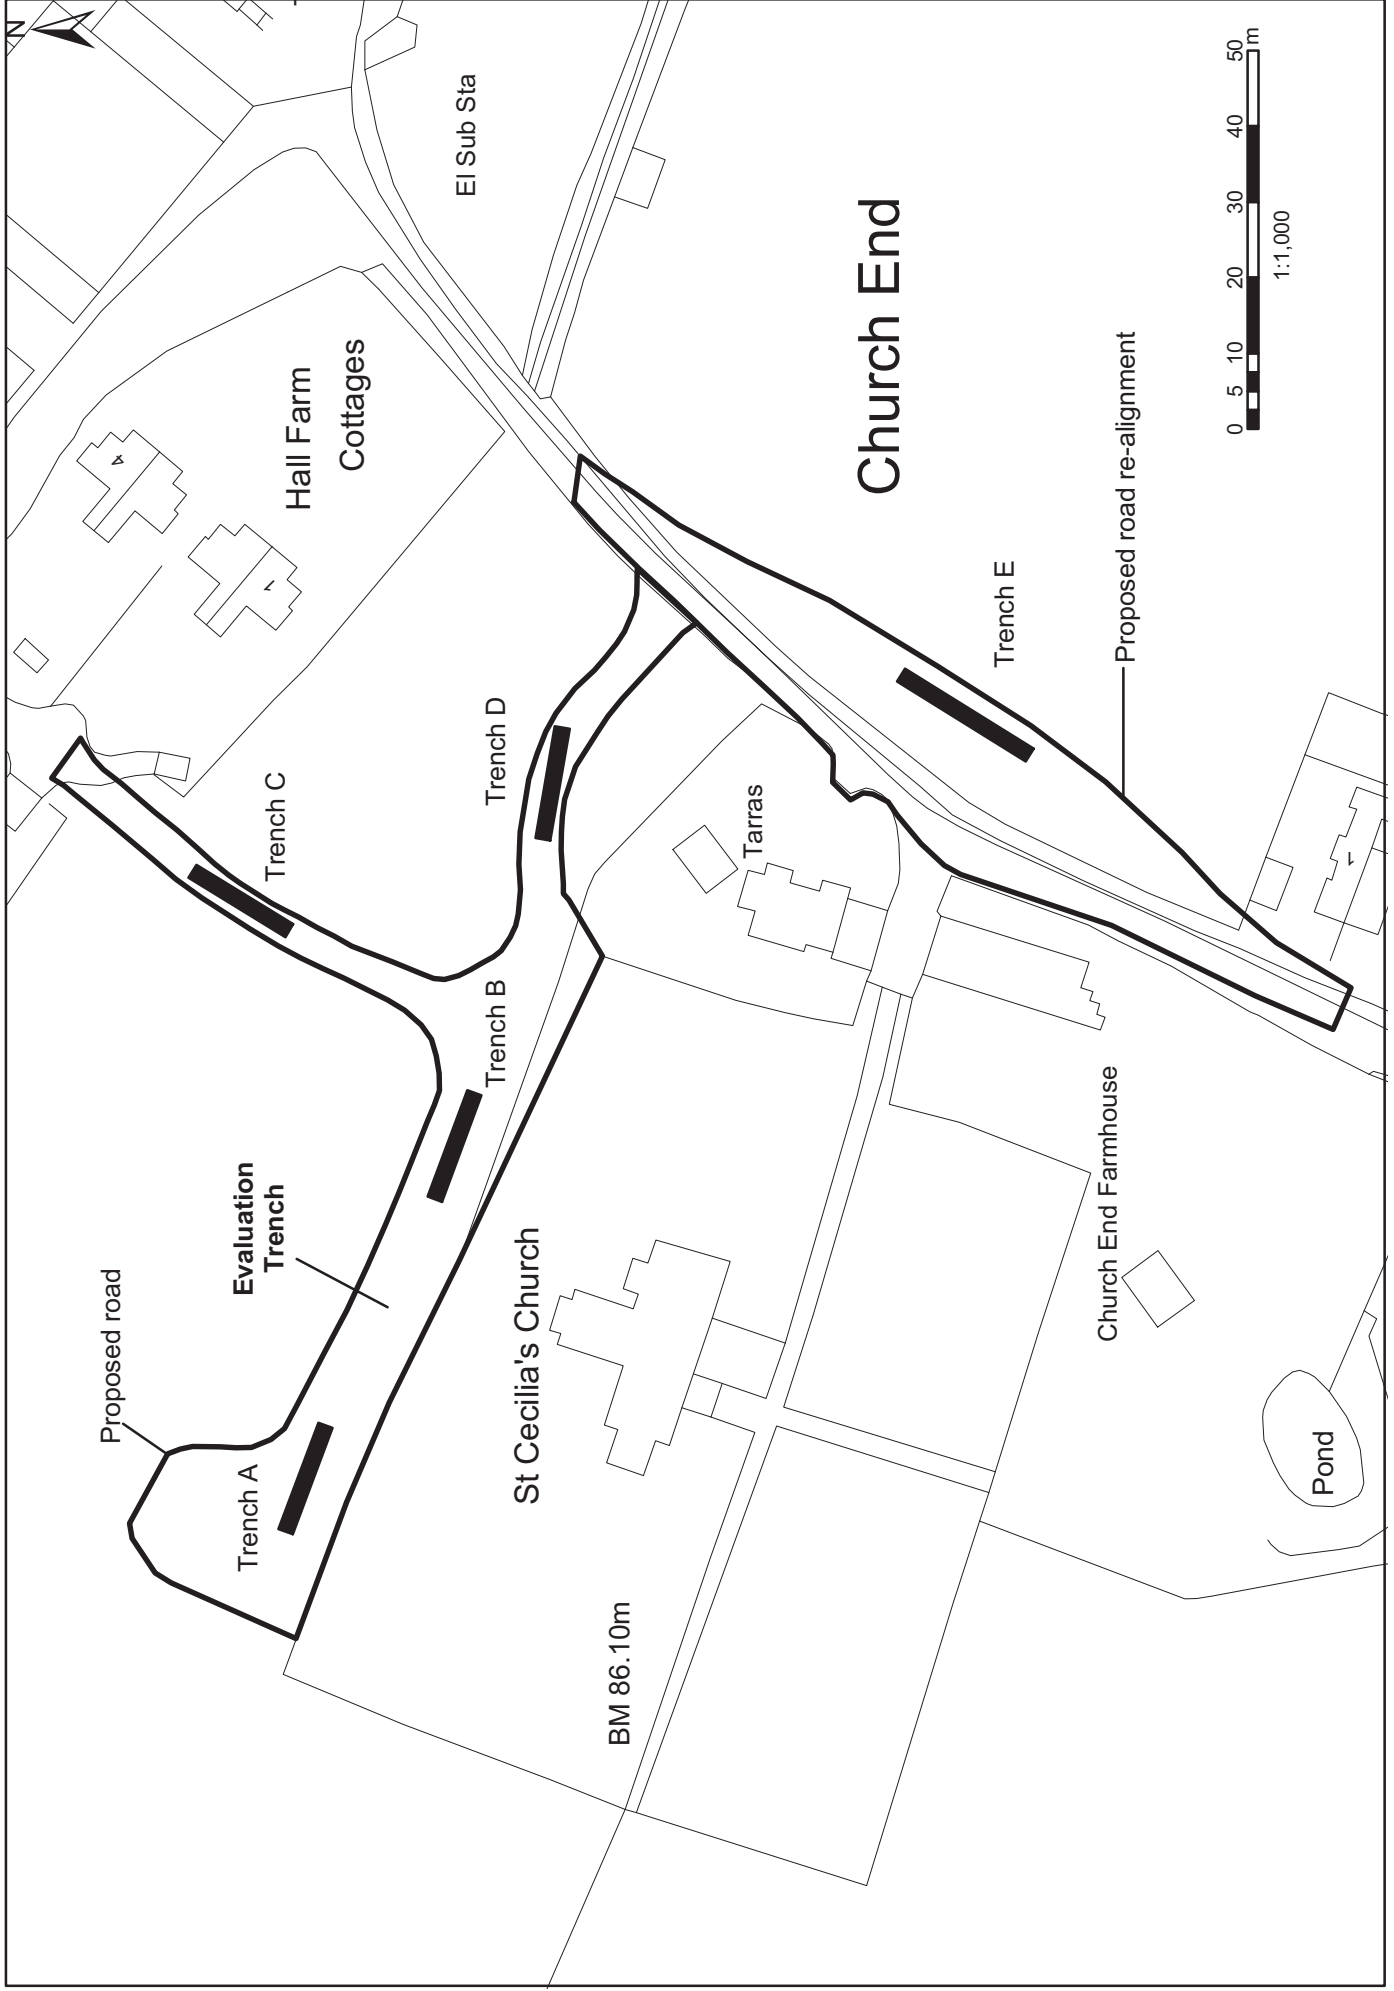 N
Proposed road
Evaluation
Trench
Trench A
Trench B
Trench C
Trench D
Hall Farm
Cottages
4
1
El Sub Sta
St Cecilia's Church
BM 86.10m
Tarras
Church End
Trench E
Church End Farmhouse
Pond
1
Proposed road re-alignment
0 5 10 20 30 40 50
m
1:1,000